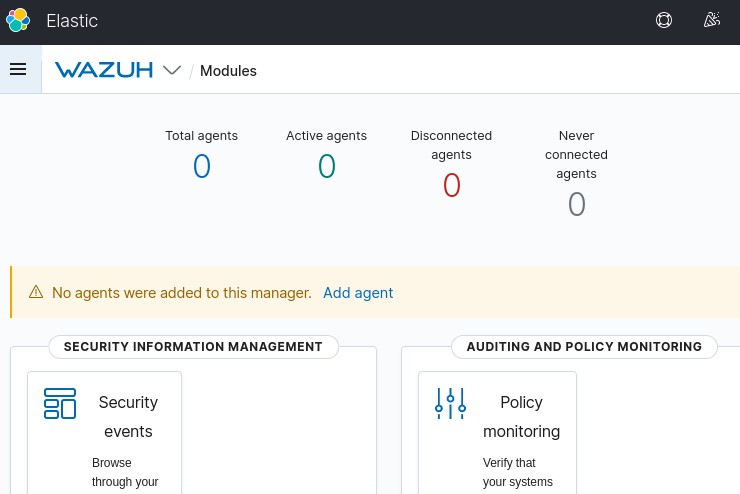 Elastic
WAZUH / Modules
Total agents
0
Active agents
0
Disconnected
agents
0
Never
connected
agents
0
No agents were added to this manager. Add agent
SECURITY INFORMATION MANAGEMENT
Security
events
Browse
through your
AUDITING AND POLICY MONITORING
Policy
monitoring
Verify that
your systems